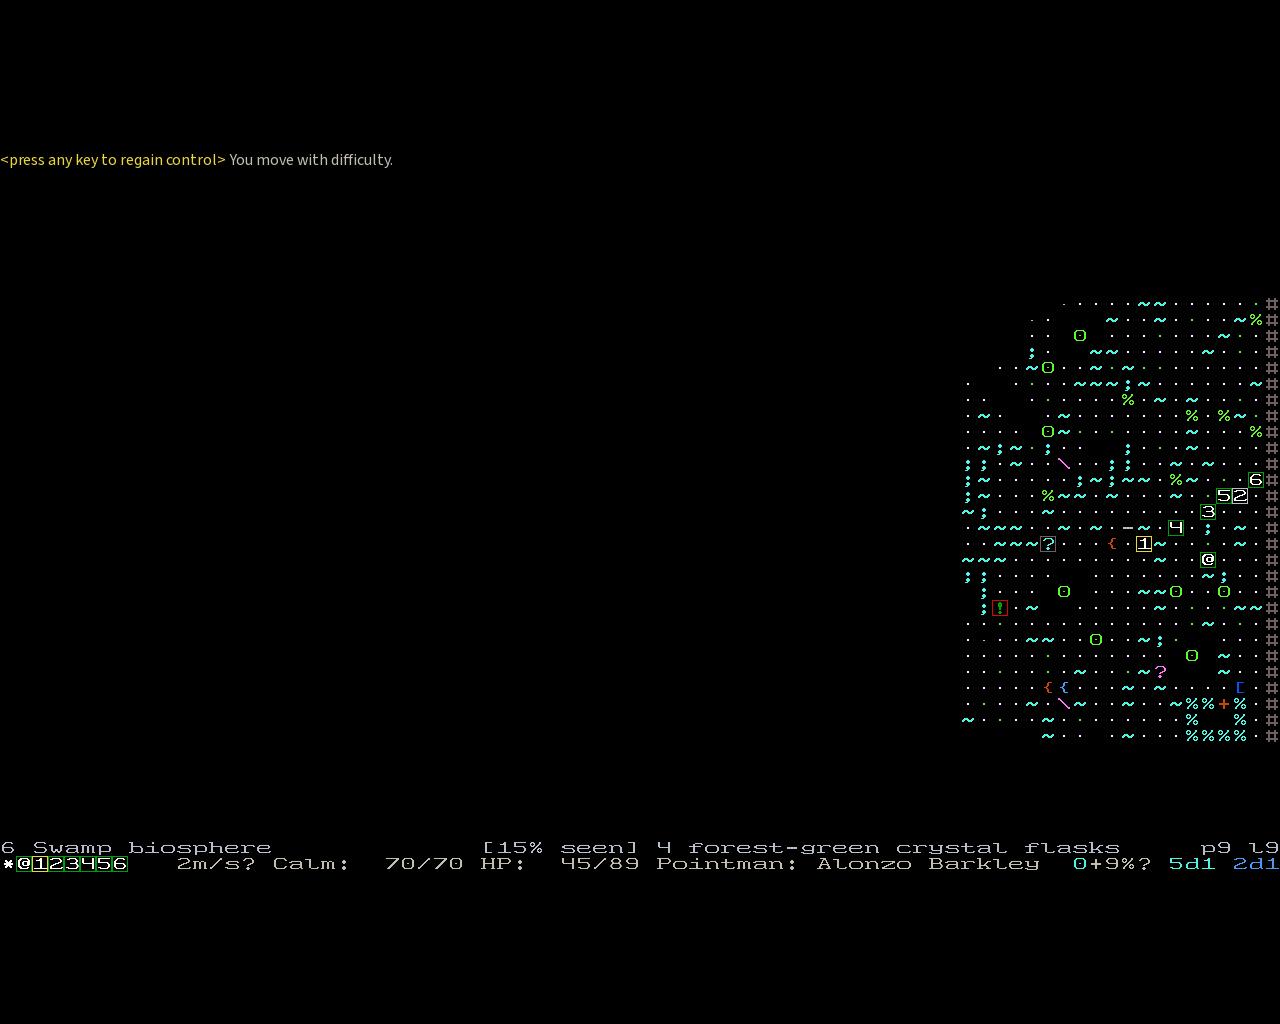 <press any key to regain control> You move with difficulty.
6 Swamp biosphere [15% seen] 4 forest-green crystal flasks p9 l9
*@123456 2m/s? Calm: 70/70 HP: 45/89 Pointman: Alonzo Barkley 0+9%? 5d1 2d1